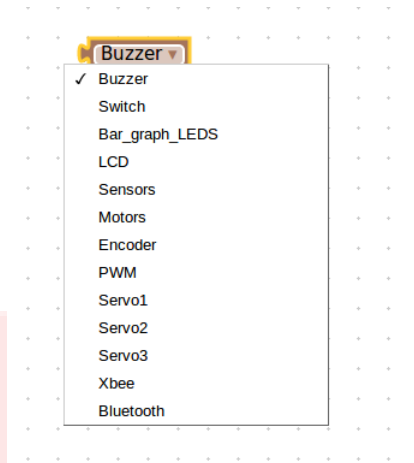 Buzzer ▾
✓ Buzzer
Switch
Bar_graph_LEDS
LCD
Sensors
Motors
Encoder
PWM
Servo1
Servo2
Servo3
Xbee
Bluetooth